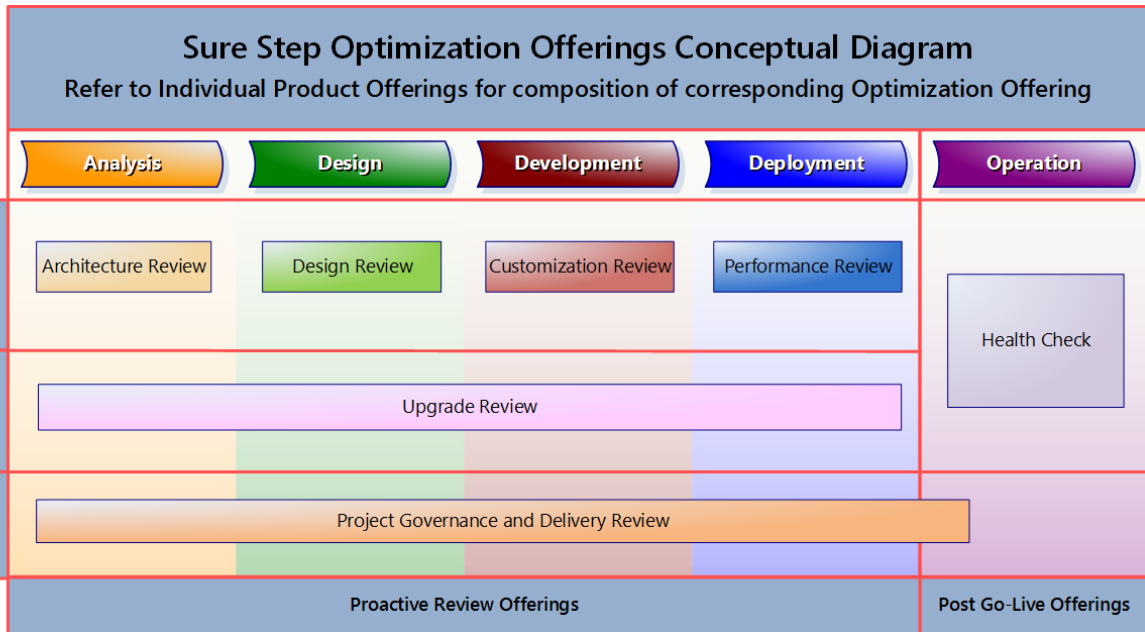 Sure Step Optimization Offerings Conceptual Diagram
Refer to Individual Product Offerings for composition of corresponding Optimization Offering
Analysis
Design
Development
Deployment
Operation
Architecture Review
Design Review
Customization Review
Performance Review
Health Check
Upgrade Review
Project Governance and Delivery Review
Proactive Review Offerings
Post Go-Live Offerings